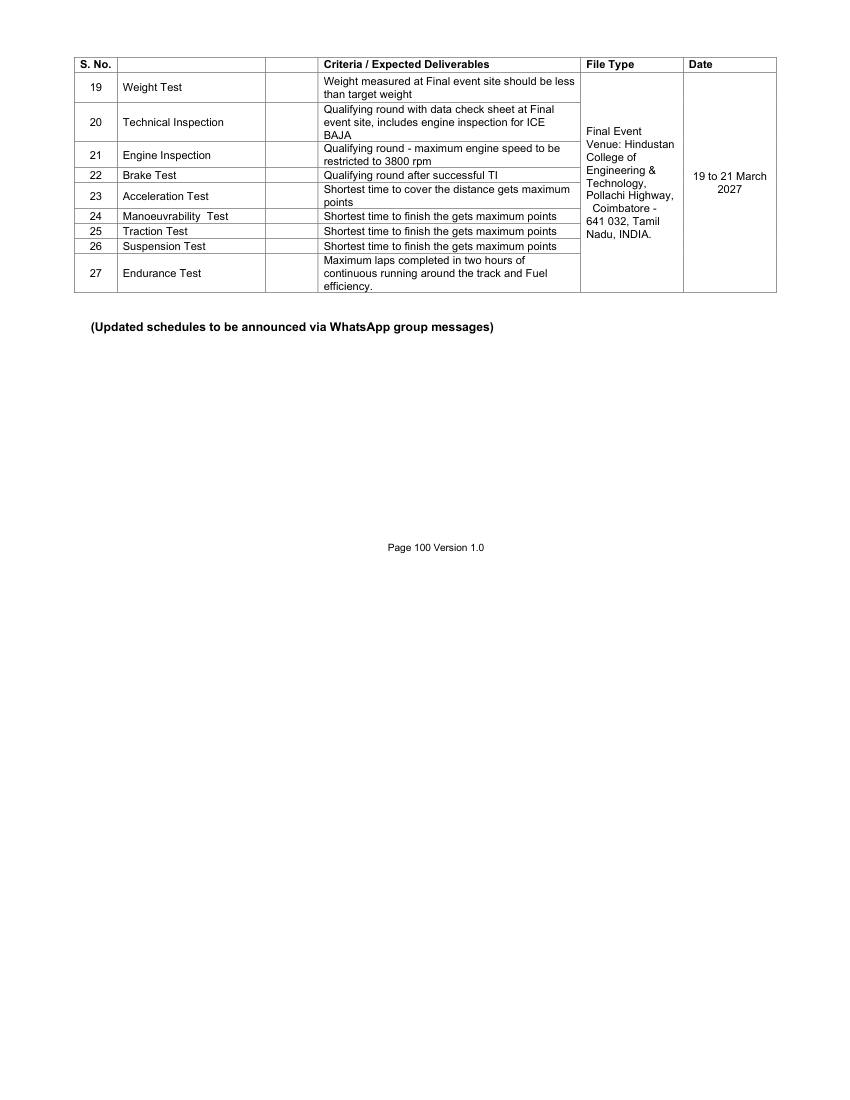 S. No. Criteria / Expected Deliverables File Type Date
19 Weight Test Weight measured at Final event site should be less
than target weight
20 Technical Inspection Qualifying round with data check sheet at Final
event site, includes engine inspection for ICE
BAJA
21 Engine Inspection Qualifying round - maximum engine speed to be
restricted to 3800 rpm
22 Brake Test Qualifying round after successful TI
23 Acceleration Test Shortest time to cover the distance gets maximum
points
24 Manoeuvrability  Test Shortest time to finish the gets maximum points
25 Traction Test Shortest time to finish the gets maximum points
26 Suspension Test Shortest time to finish the gets maximum points
27 Endurance Test Maximum laps completed in two hours of
continuous running around the track and Fuel
efficiency.
Final Event
Venue: Hindustan
College of
Engineering &
Technology,
Pollachi Highway,
Coimbatore -
641 032, Tamil
Nadu, INDIA.
19 to 21 March
2027
(Updated schedules to be announced via WhatsApp group messages)
Page 100 Version 1.0